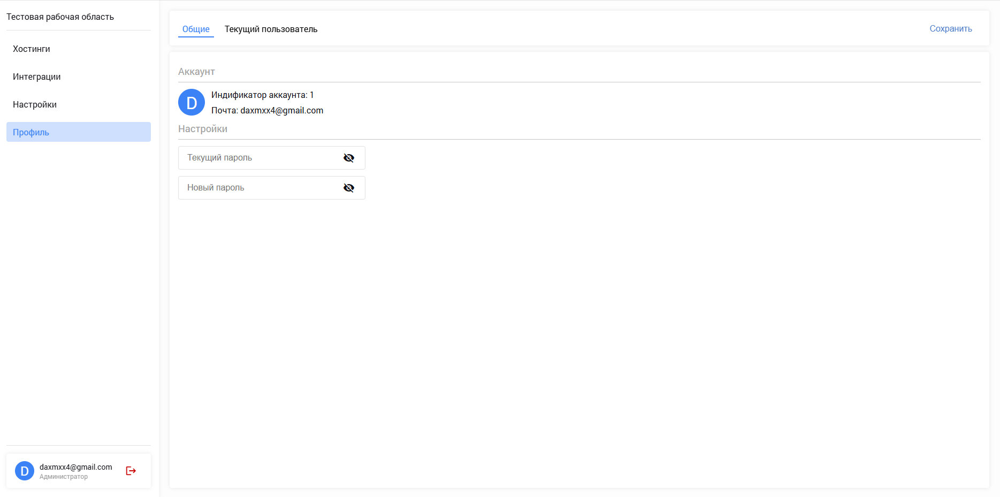 Тестовая рабочая область
Хостинги
Интеграции
Настройки
Профиль
D
daxmxx4@gmail.com
Администратор
Общие
Текущий пользователь
Сохранить
Аккаунт
D
Индификатор аккаунта: 1
Почта: daxmxx4@gmail.com
Настройки
Текущий пароль
Новый пароль